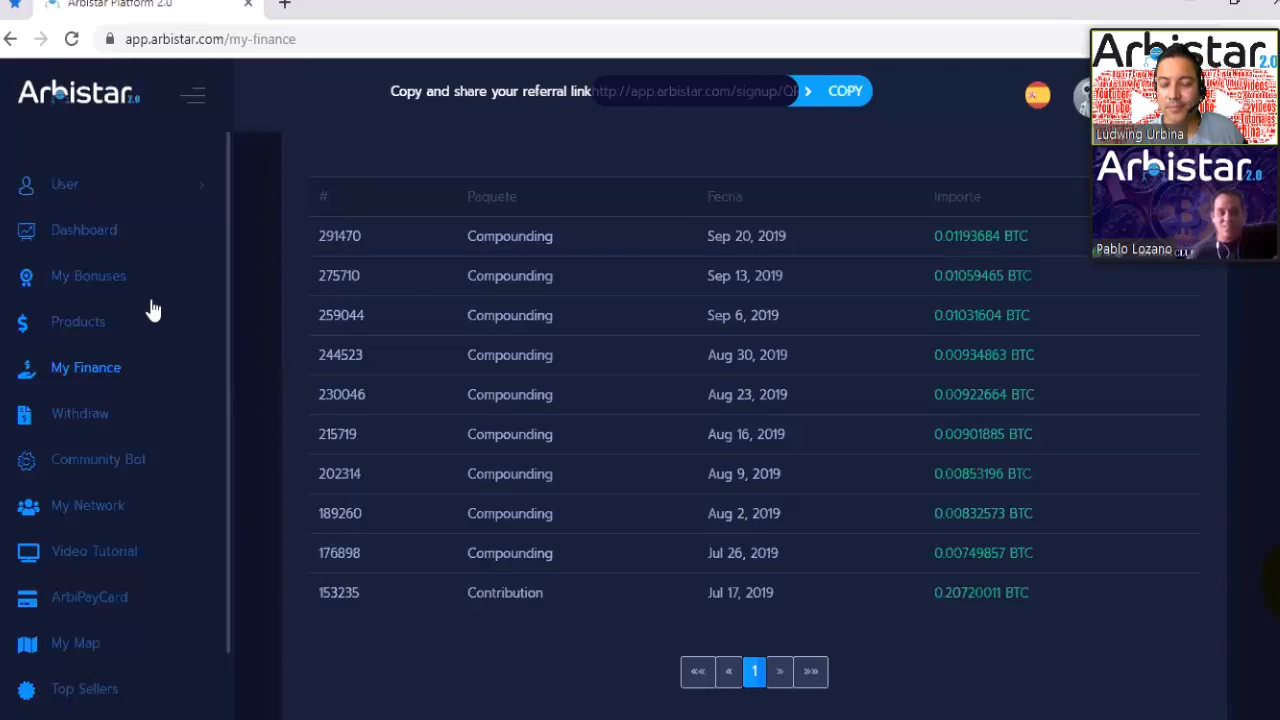 Arbistar Platform 2.0
app.arbistar.com/my-finance
Arbistar 2.0
Copy and share your referral link
http://app.arbistar.com/signup/
COPY
User
Dashboard
My Bonuses
Products
My Finance
Withdraw
Community Bot
My Network
Video Tutorial
ArbiPayCard
My Map
Top Sellers
# Paquete Fecha Importe
291470 Compounding Sep 20, 2019 0.01193684 BTC
275710 Compounding Sep 13, 2019 0.01059465 BTC
259044 Compounding Sep 6, 2019 0.01031604 BTC
244523 Compounding Aug 30, 2019 0.00934863 BTC
230046 Compounding Aug 23, 2019 0.00922664 BTC
215719 Compounding Aug 16, 2019 0.00901885 BTC
202314 Compounding Aug 9, 2019 0.00853196 BTC
189260 Compounding Aug 2, 2019 0.00832573 BTC
176898 Compounding Jul 26, 2019 0.00749857 BTC
153235 Contribution Jul 17, 2019 0.20720011 BTC
«« « 1 » »»
Arbistar 2.0
Ludwing Urbina
Arbistar 2.0
Pablo Lozano